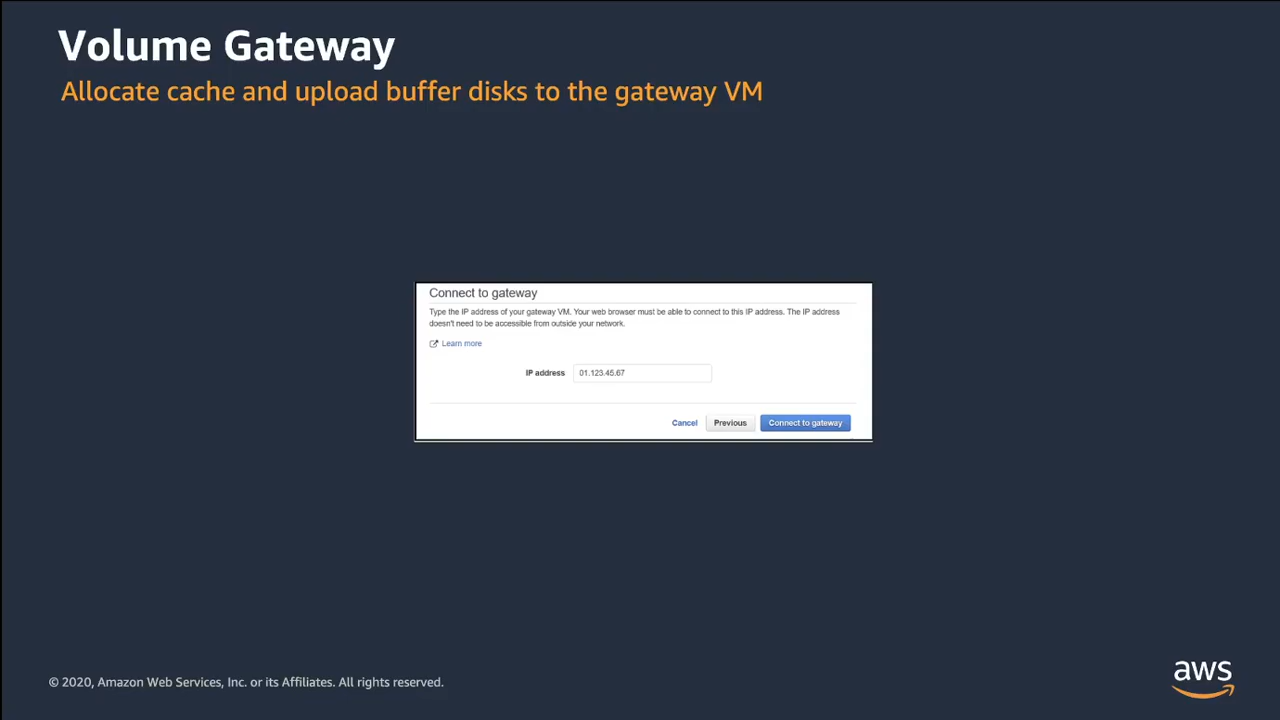 Volume Gateway
Allocate cache and upload buffer disks to the gateway VM
Connect to gateway
Type the IP address of your gateway VM. Your web browser must be able to connect to this IP address. The IP address
doesn't need to be accessible from outside your network.
Learn more
IP address 01.123.45.67
Cancel Previous Connect to gateway
© 2020, Amazon Web Services, Inc. or its Affiliates. All rights reserved.
aws